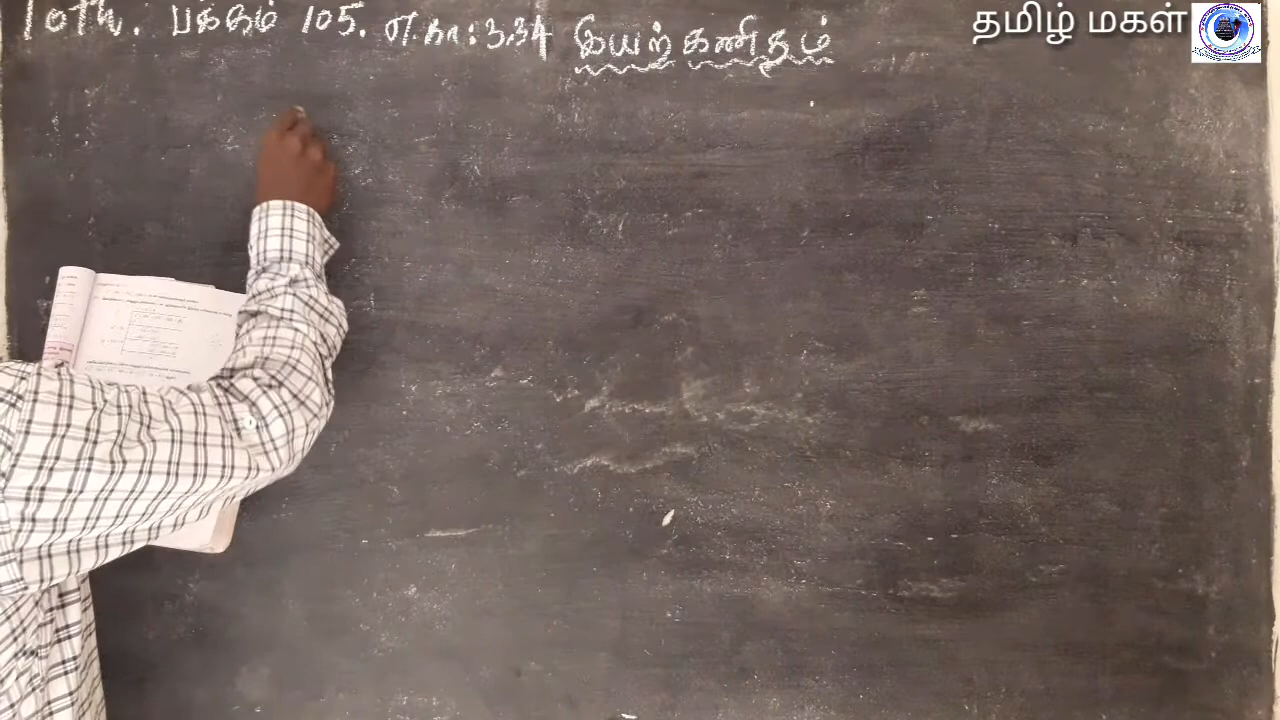 10th. பக்கம் 105. எ.கா : 3.34 இயற்கணிதம்
தமிழ் மகள்